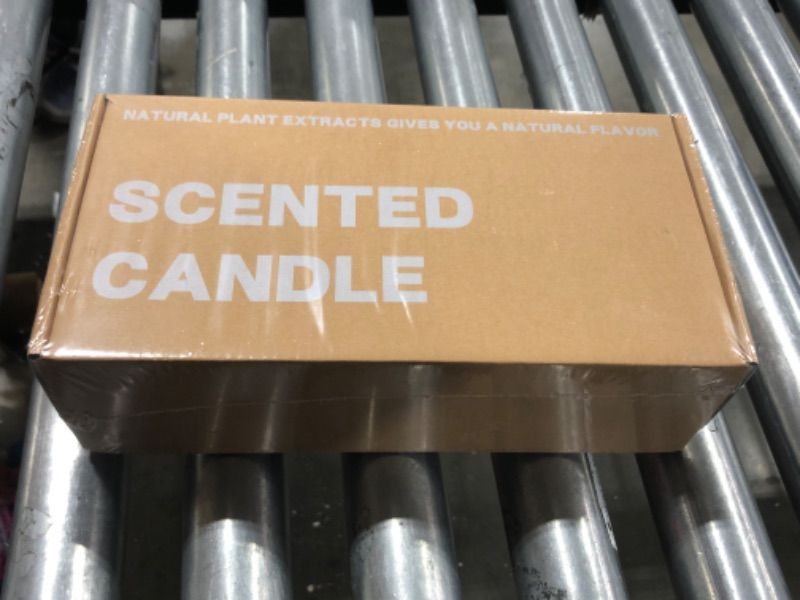 NATURAL PLANT EXTRACTS GIVES YOU A NATURAL FLAVOR
SCENTED
CANDLE